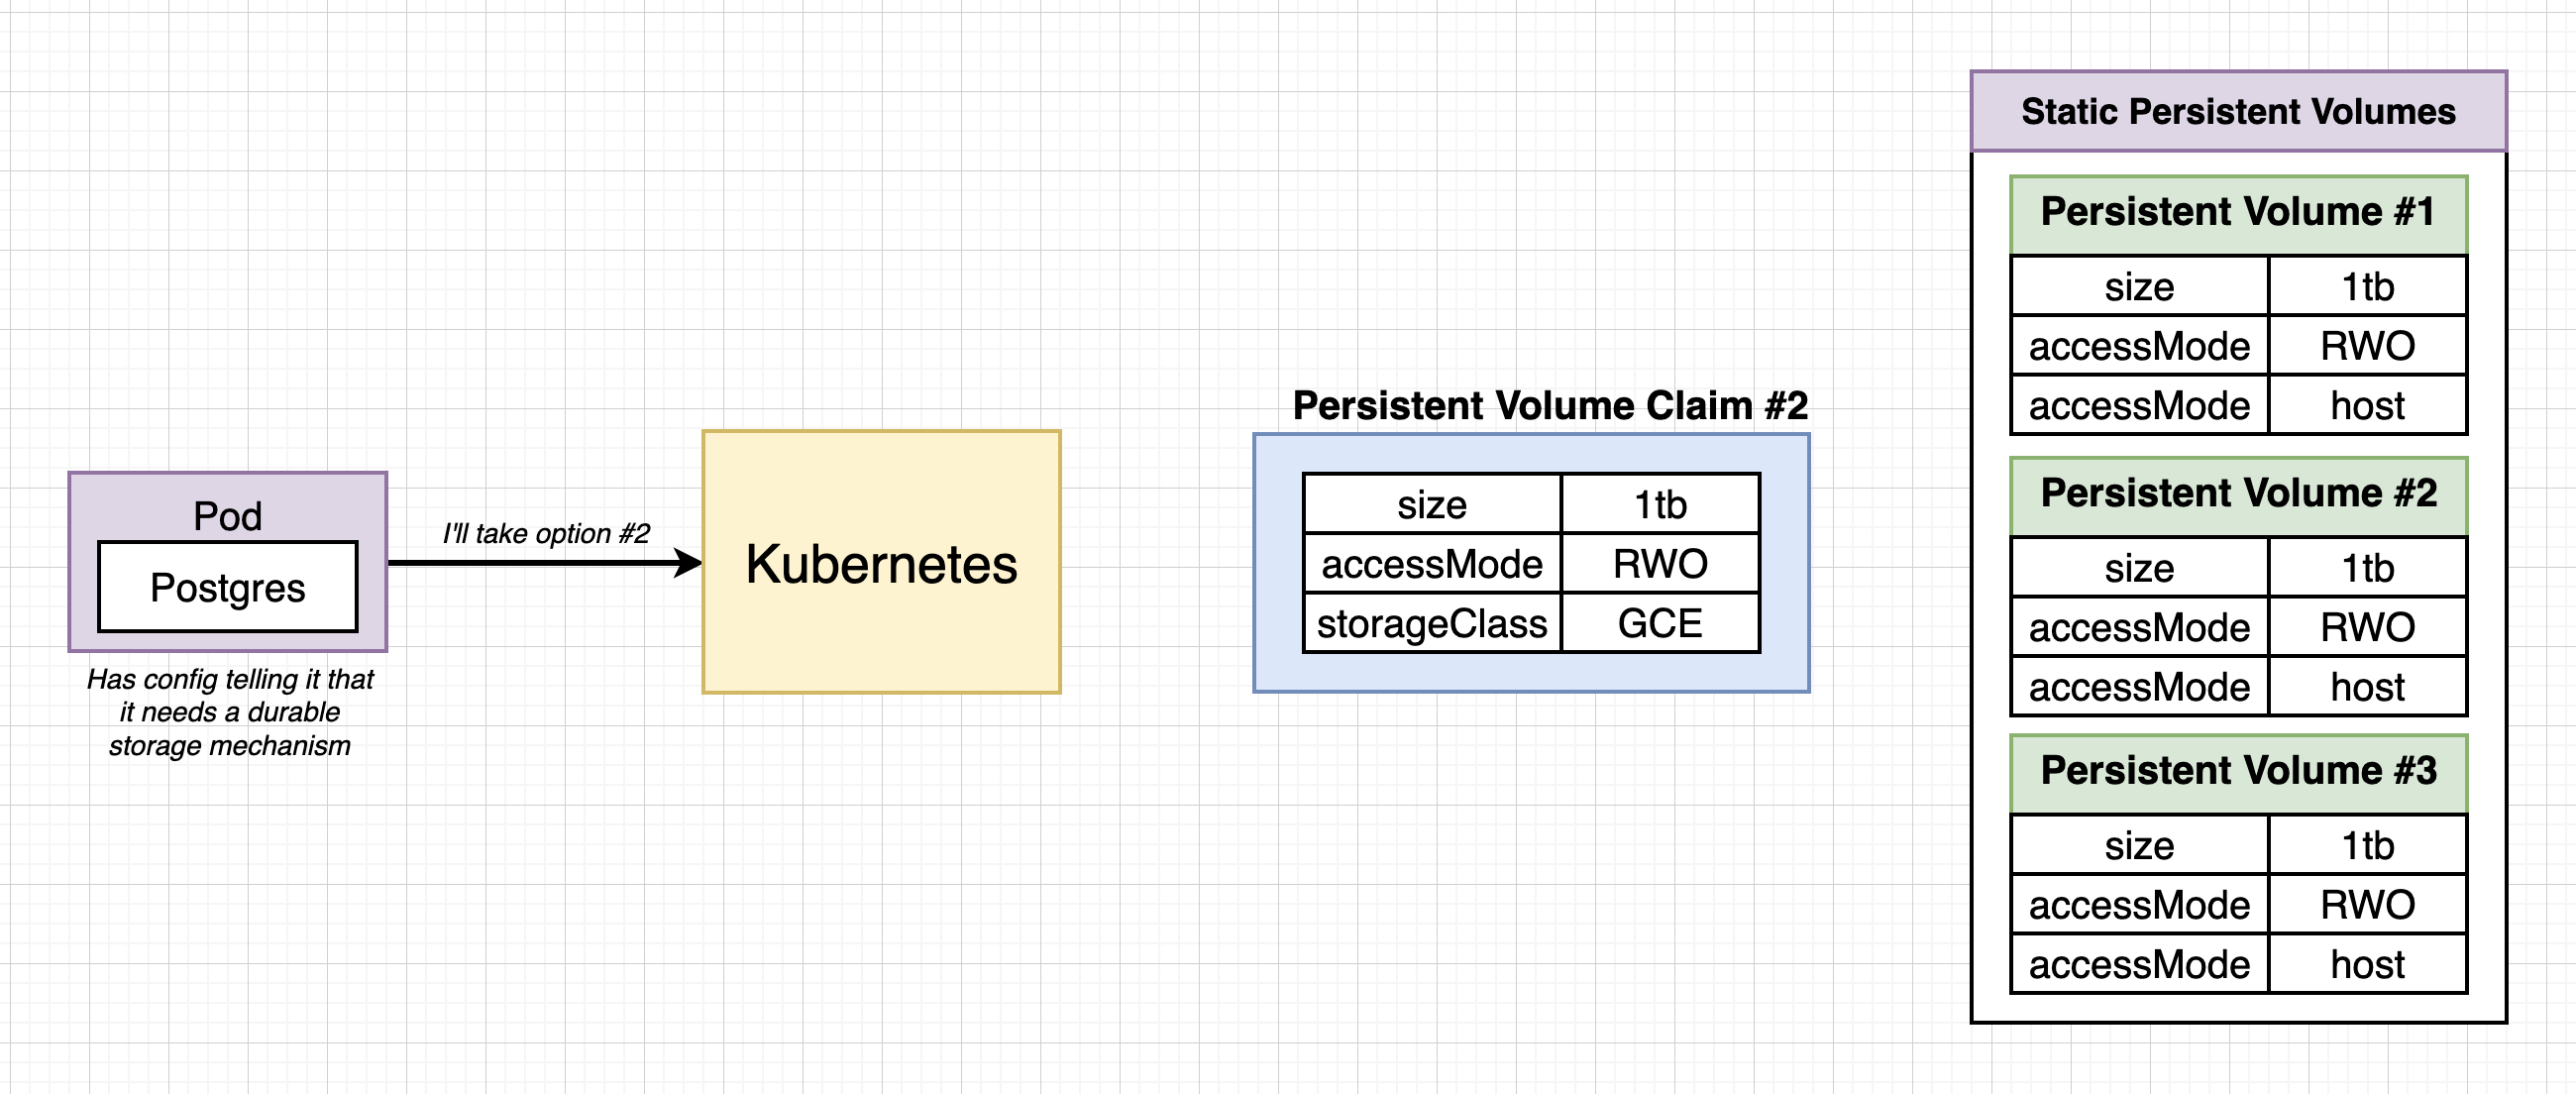 Pod
Postgres
Has config telling it that
it needs a durable
storage mechanism
I'll take option #2
Kubernetes
Persistent Volume Claim #2
size 1tb
accessMode RWO
storageClass GCE
Static Persistent Volumes
Persistent Volume #1
size 1tb
accessMode RWO
accessMode host
Persistent Volume #2
size 1tb
accessMode RWO
accessMode host
Persistent Volume #3
size 1tb
accessMode RWO
accessMode host